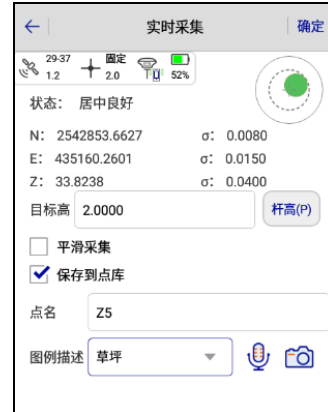 实时采集 确定
29-37 固定
1.2 2.0 52%
状态： 居中良好
N: 2542853.6627 σ: 0.0080
E: 435160.2601 σ: 0.0150
Z: 33.8238 σ: 0.0400
目标高 2.0000 杆高(P)
平滑采集
保存到点库
点名 Z5
图例描述 草坪